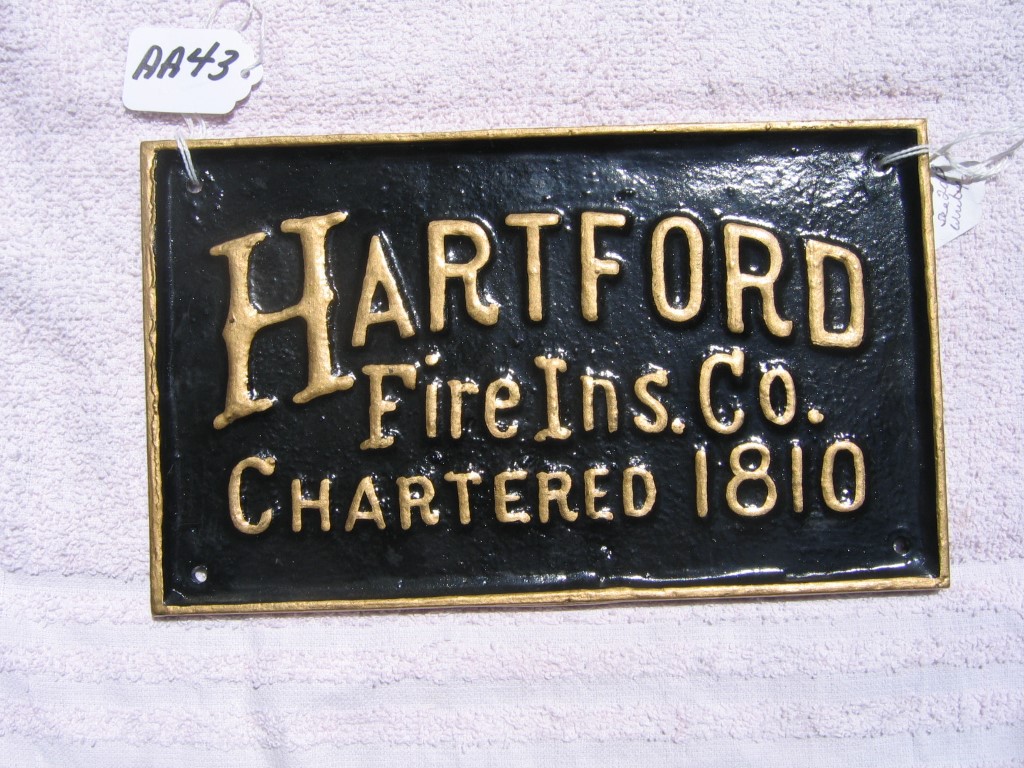 AA43
HARTFORD
Fire Ins. Co.
CHARTERED 1810